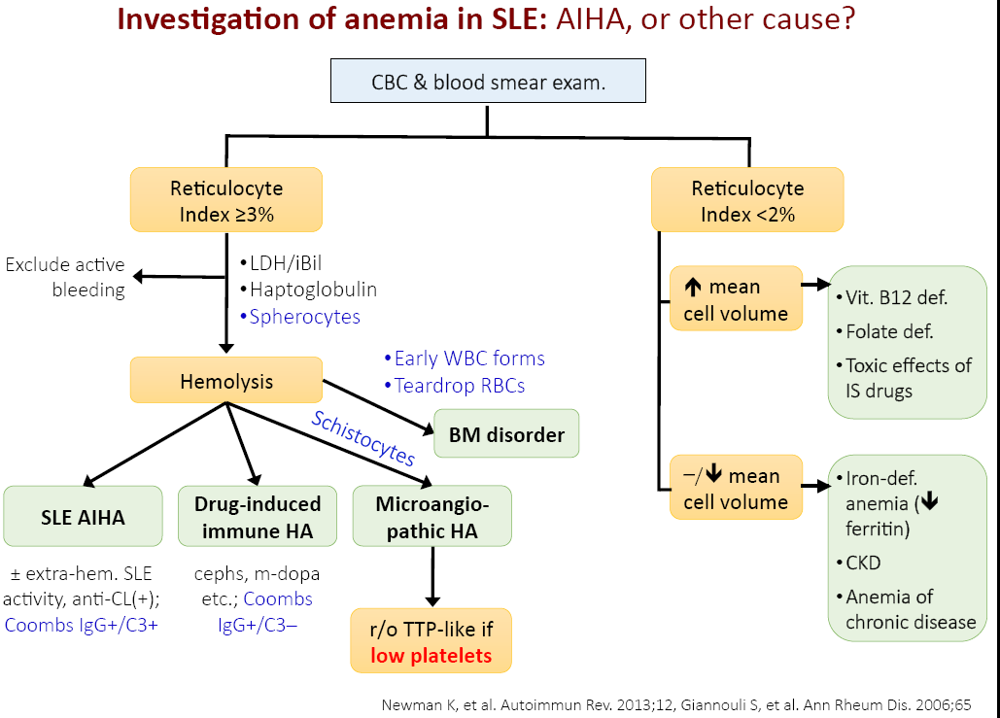 Investigation of anemia in SLE: AIHA, or other cause?
CBC & blood smear exam.
Reticulocyte
Index ≥3%
Reticulocyte
Index <2%
Exclude active
bleeding
•LDH/iBil
•Haptoglobulin
•Spherocytes
Hemolysis
•Early WBC forms
•Teardrop RBCs
Schistocytes
BM disorder
SLE AIHA
Drug-induced
immune HA
Microangio-
pathic HA
± extra-hem. SLE
activity, anti-CL(+);
Coombs IgG+/C3+
cephs, m-dopa
etc.; Coombs
IgG+/C3–
r/o TTP-like if
low platelets
↑ mean
cell volume
•Vit. B12 def.
•Folate def.
•Toxic effects of
IS drugs
–/↓ mean
cell volume
•Iron-def.
anemia (↓
ferritin)
•CKD
•Anemia of
chronic disease
Newman K, et al. Autoimmun Rev. 2013;12, Giannouli S, et al. Ann Rheum Dis. 2006;65